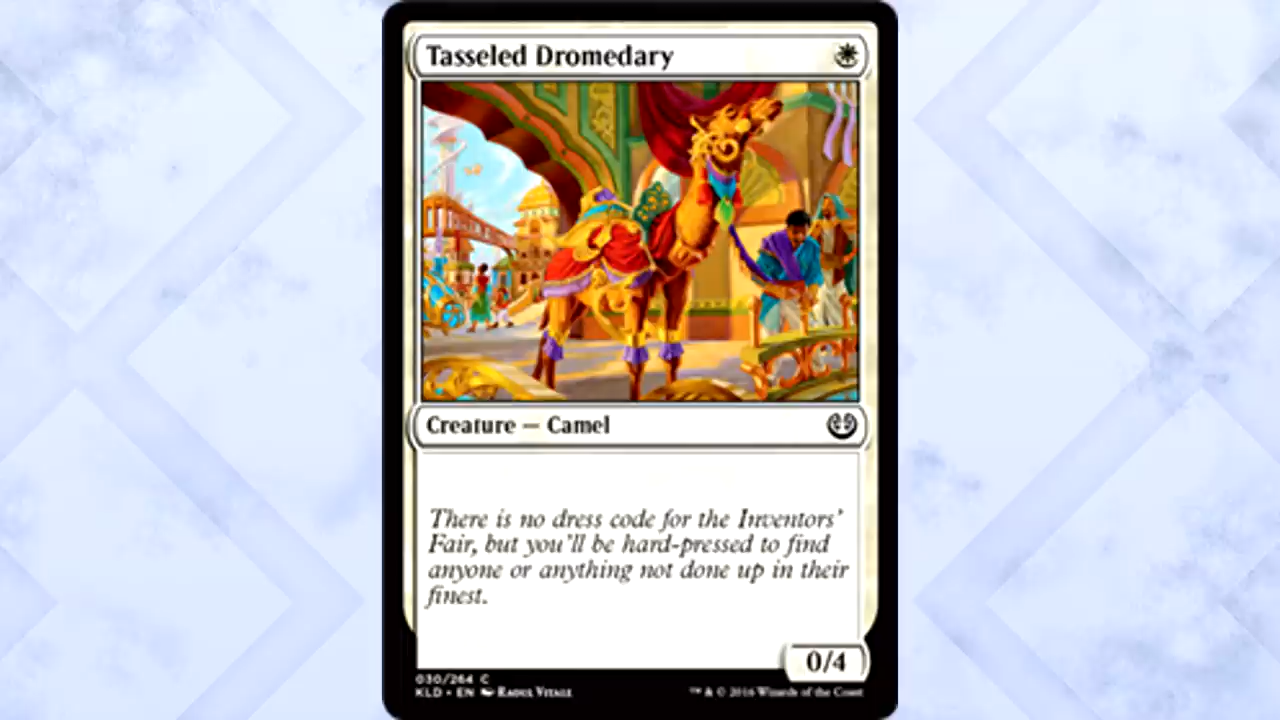 Tasseled Dromedary
Creature — Camel
There is no dress code for the Inventors'
Fair, but you'll be hard-pressed to find
anyone or anything not done up in their
finest.
0/4
030/264 C
KLD • EN Raoul Vitale
™ & © 2016 Wizards of the Coast